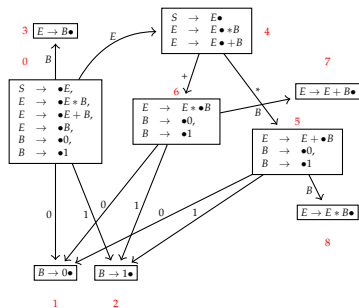 3
E → B●
0
B
E
S → E●
E → E●∗B
E → E●+B
4
S → ●E,
E → ●E ∗ B,
E → ●E + B,
E → ●B,
B → ●0,
B → ●1
+
∗
B
6
E → E ∗ ●B
B → ●0,
B → ●1
7
E → E + B●
5
E → E + ●B
B → ●0,
B → ●1
B
E → E ∗ B●
8
0
1
0
1
0
1
B → 0●
B → 1●
1
2